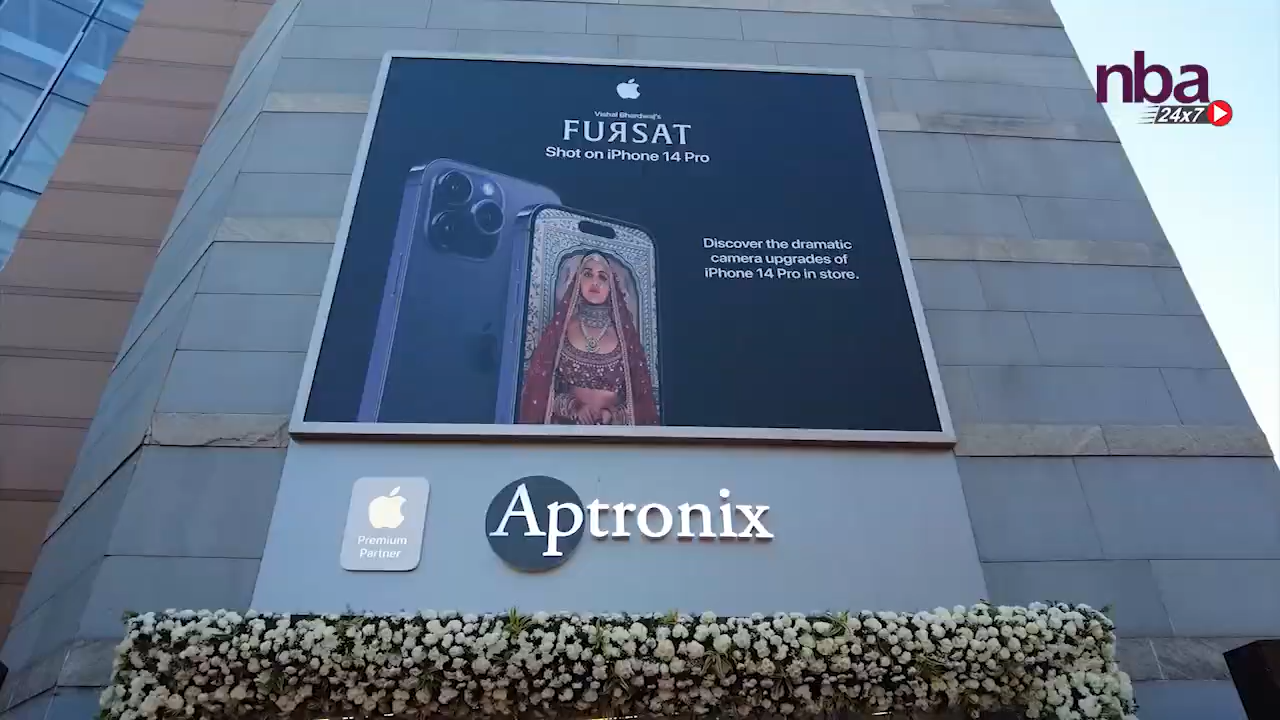 nba
24x7
Vishal Bhardwaj's
FUЯSAT
Shot on iPhone 14 Pro
Discover the dramatic
camera upgrades of
iPhone 14 Pro in store.
Premium
Partner
Aptronix